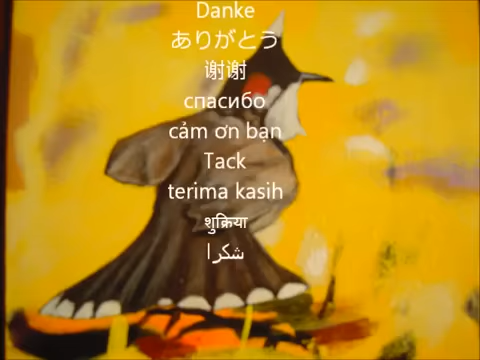 Danke
ありがとう
谢谢
спасибо
cảm ơn bạn
Tack
terima kasih
शुक्रिया
شكرا